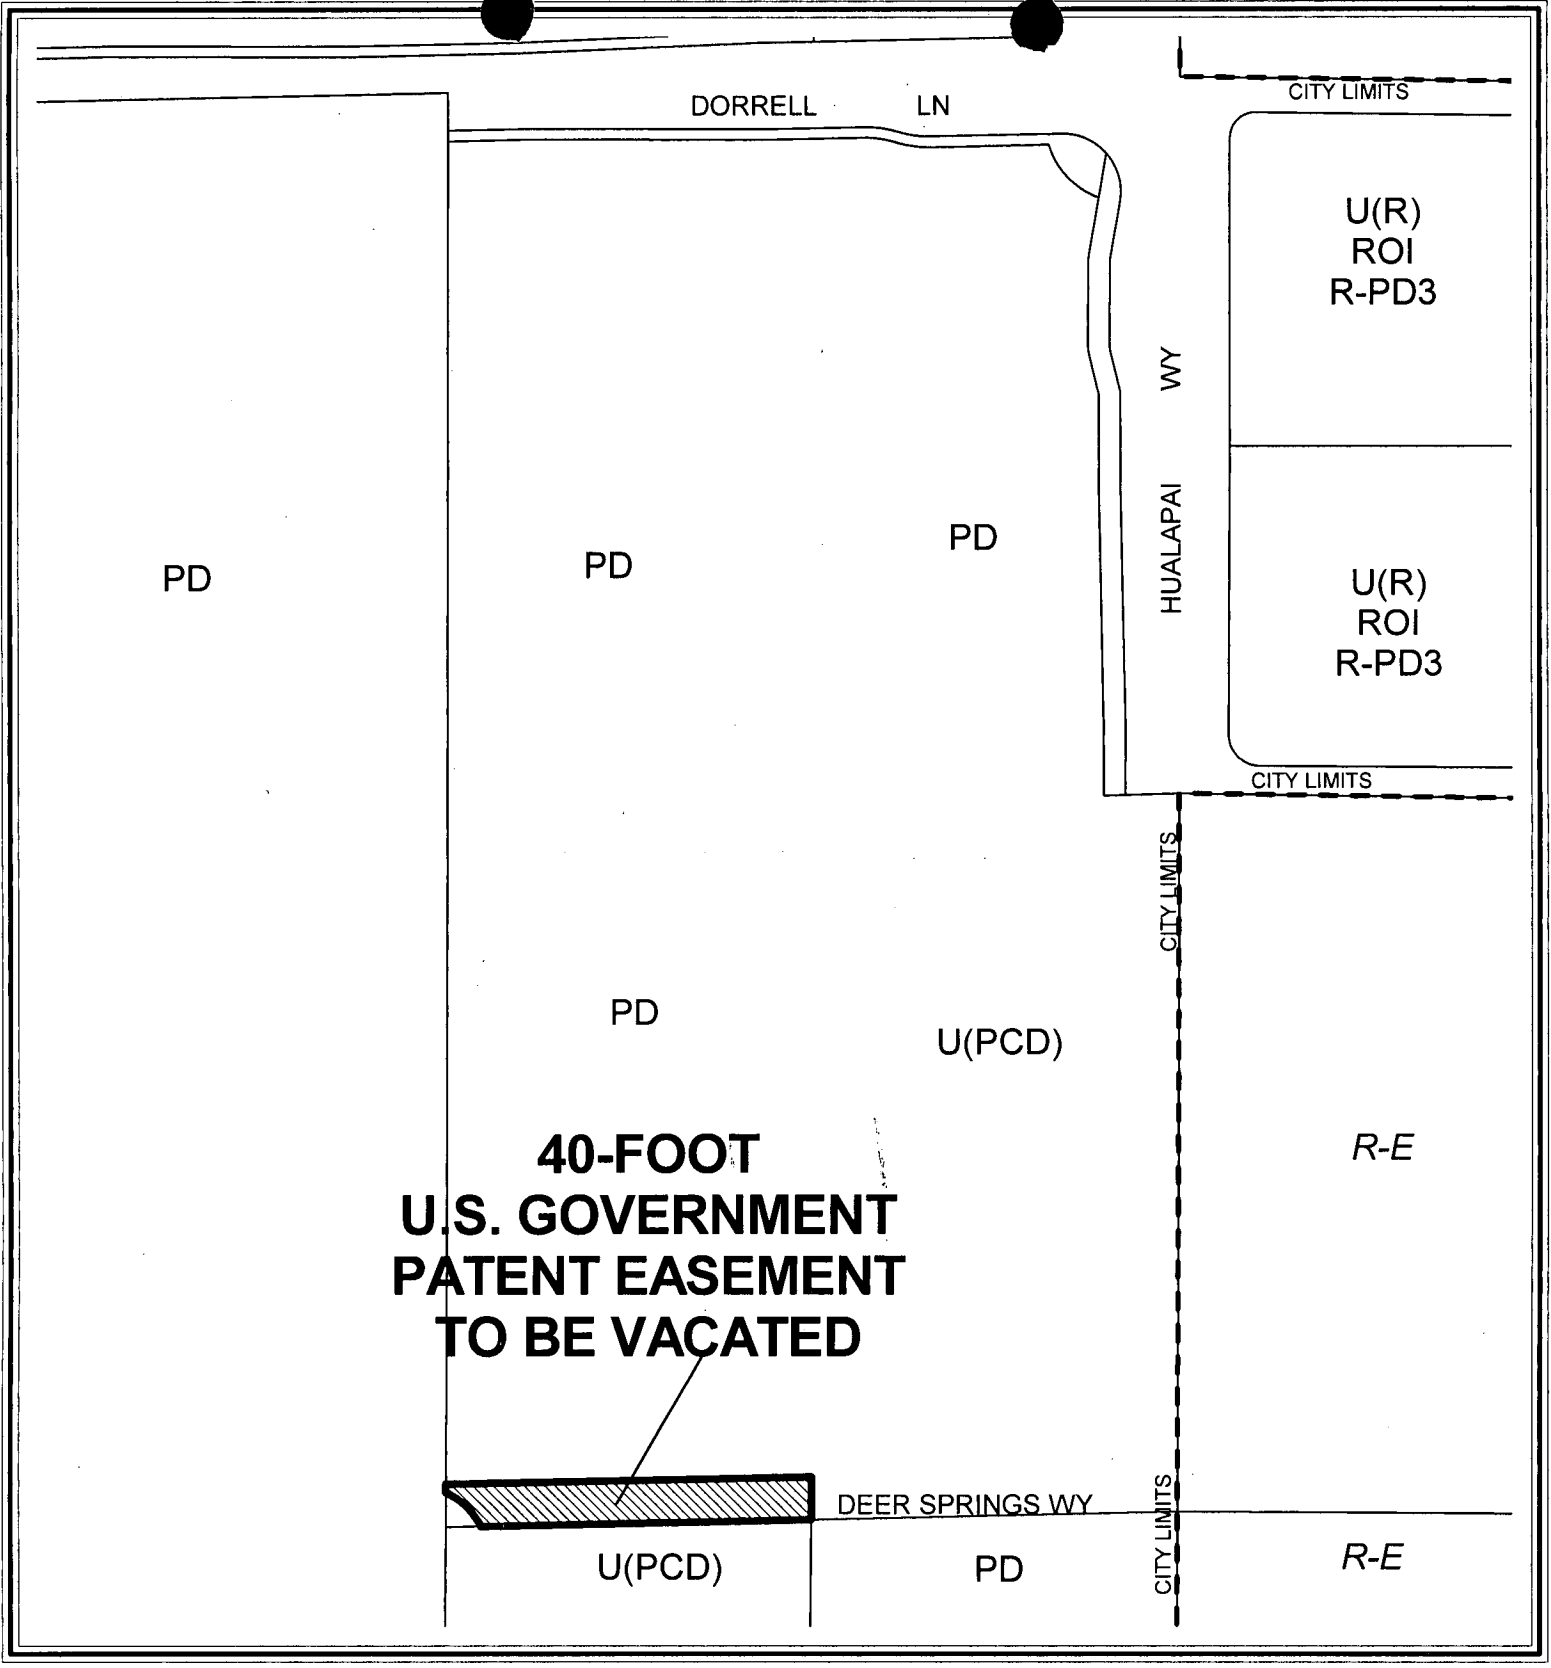 CITY LIMITS
DORRELL LN
U(R)
ROI
R-PD3
HUALAPAI WY
PD
PD
PD
U(R)
ROI
R-PD3
CITY LIMITS
CITY LIMITS
PD
U(PCD)
40-FOOT
U.S. GOVERNMENT
PATENT EASEMENT
TO BE VACATED
R-E
DEER SPRINGS WY
CITY LIMITS
U(PCD)
PD
R-E